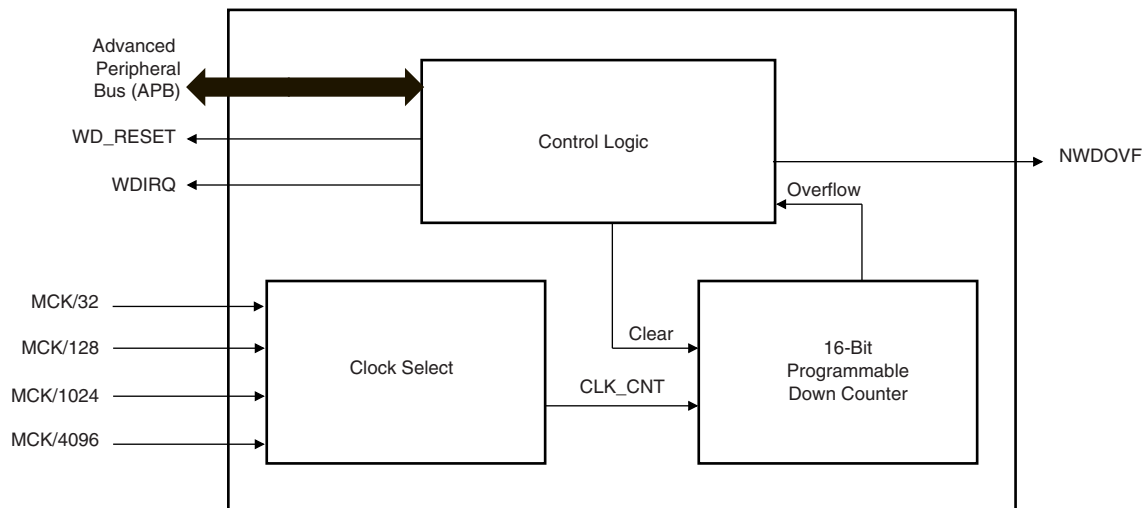 Advanced
Peripheral
Bus (APB)
WD_RESET
WDIRQ
Control Logic
NWDOVF
Overflow
MCK/32
MCK/128
MCK/1024
MCK/4096
Clock Select
Clear
CLK_CNT
16-Bit
Programmable
Down Counter